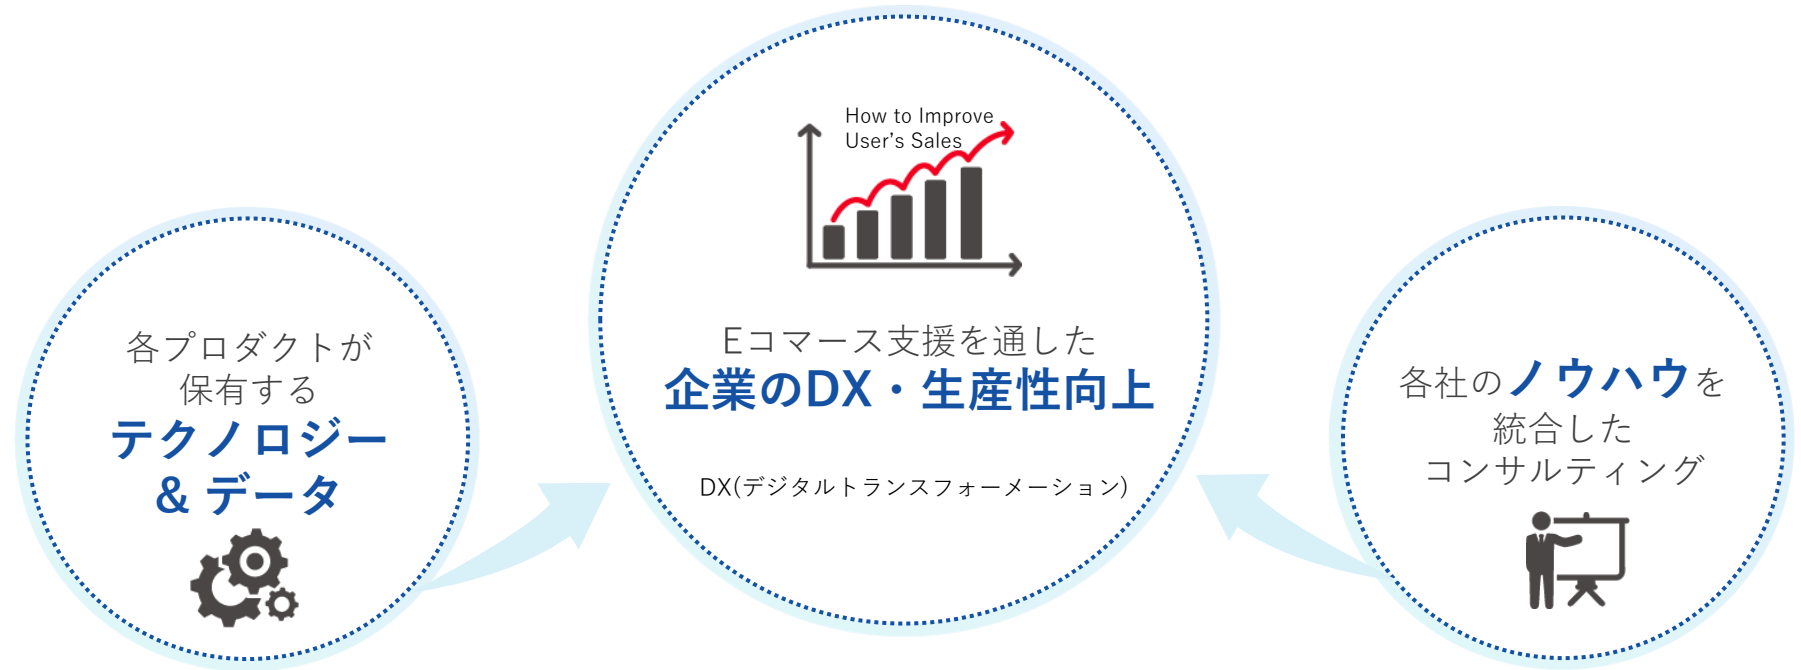 各プロダクトが
保有する
テクノロジー
& データ
How to Improve
User’s Sales
Eコマース支援を通した
企業のDX・生産性向上
DX(デジタルトランスフォーメーション)
各社のノウハウを
統合した
コンサルティング